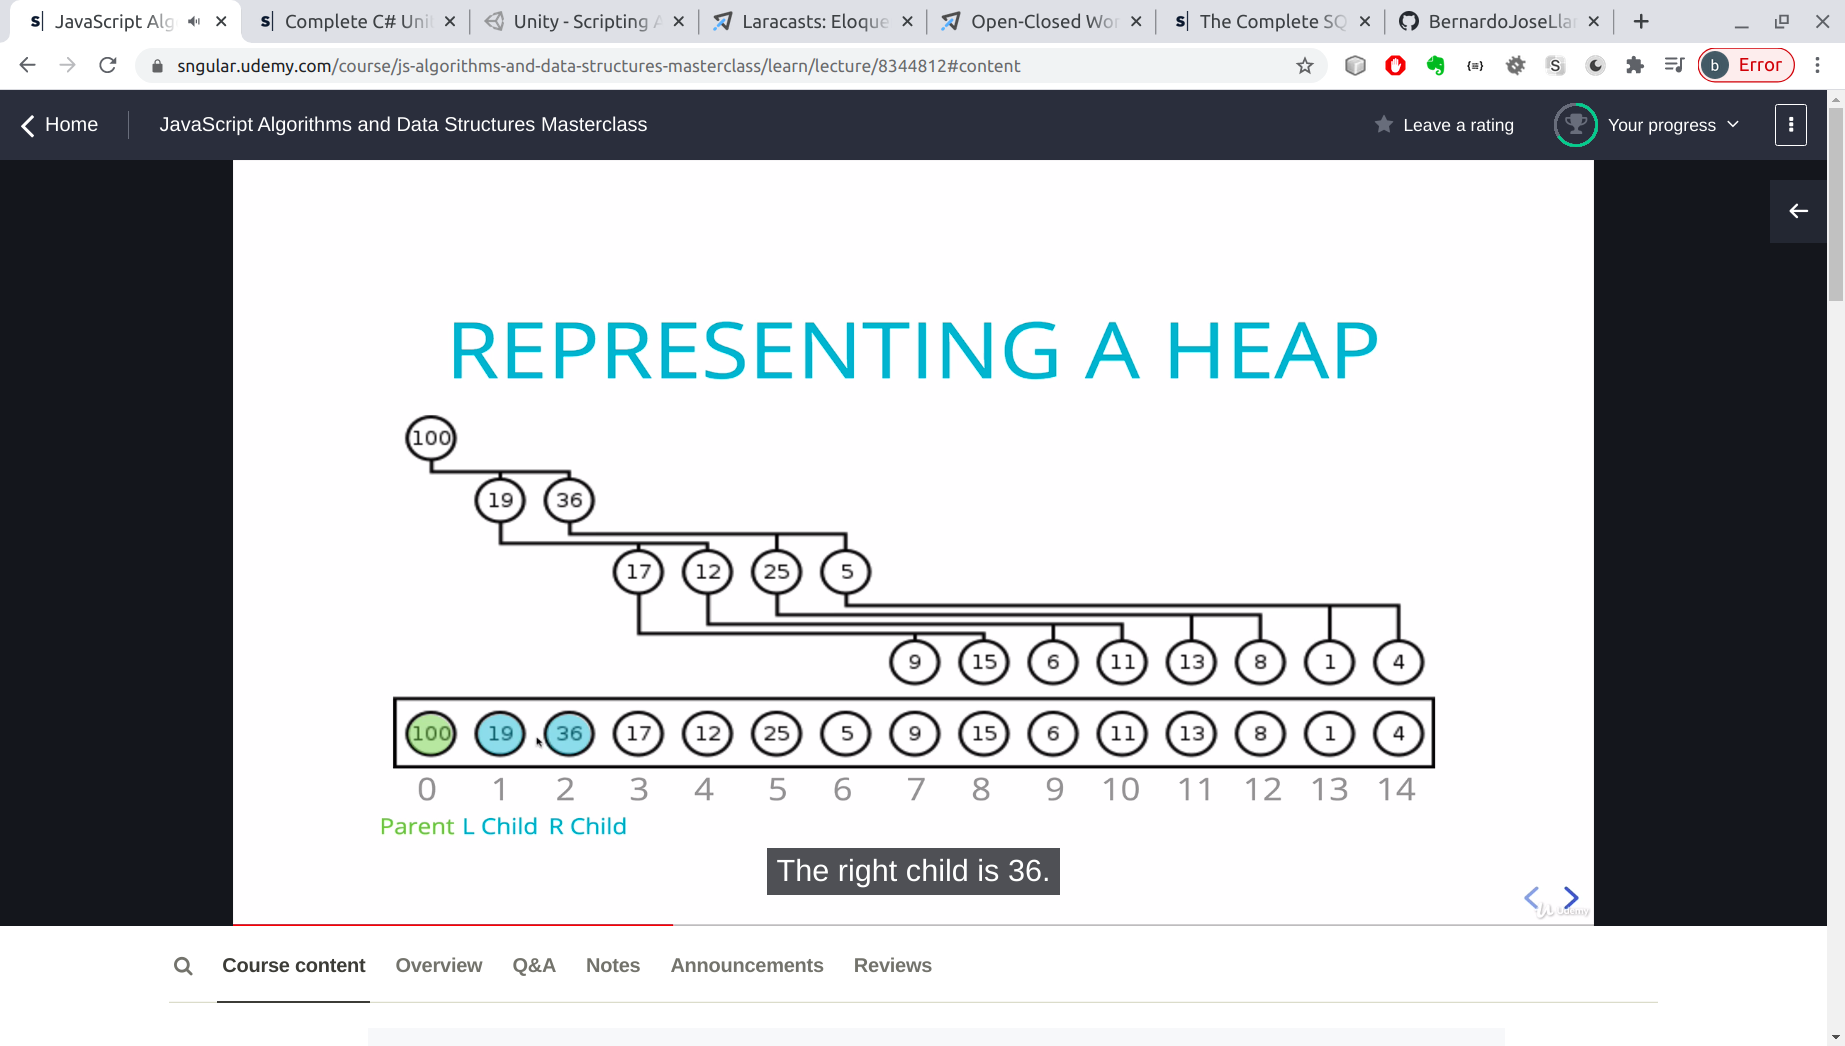 JavaScript Alg
Complete C# Uni
Unity - Scripting A
Laracasts: Eloque
Open-Closed Wor
The Complete SQ
BernardoJoseLla
sngular.udemy.com/course/js-algorithms-and-data-structures-masterclass/learn/lecture/8344812#content
b Error
Home
JavaScript Algorithms and Data Structures Masterclass
Leave a rating
Your progress
REPRESENTING A HEAP
100
19 36
17 12 25 5
9 15 6 11 13 8 1 4
100 19 36 17 12 25 5 9 15 6 11 13 8 1 4
0 1 2 3 4 5 6 7 8 9 10 11 12 13 14
Parent L Child R Child
The right child is 36.
Udemy
Course content Overview Q&A Notes Announcements Reviews